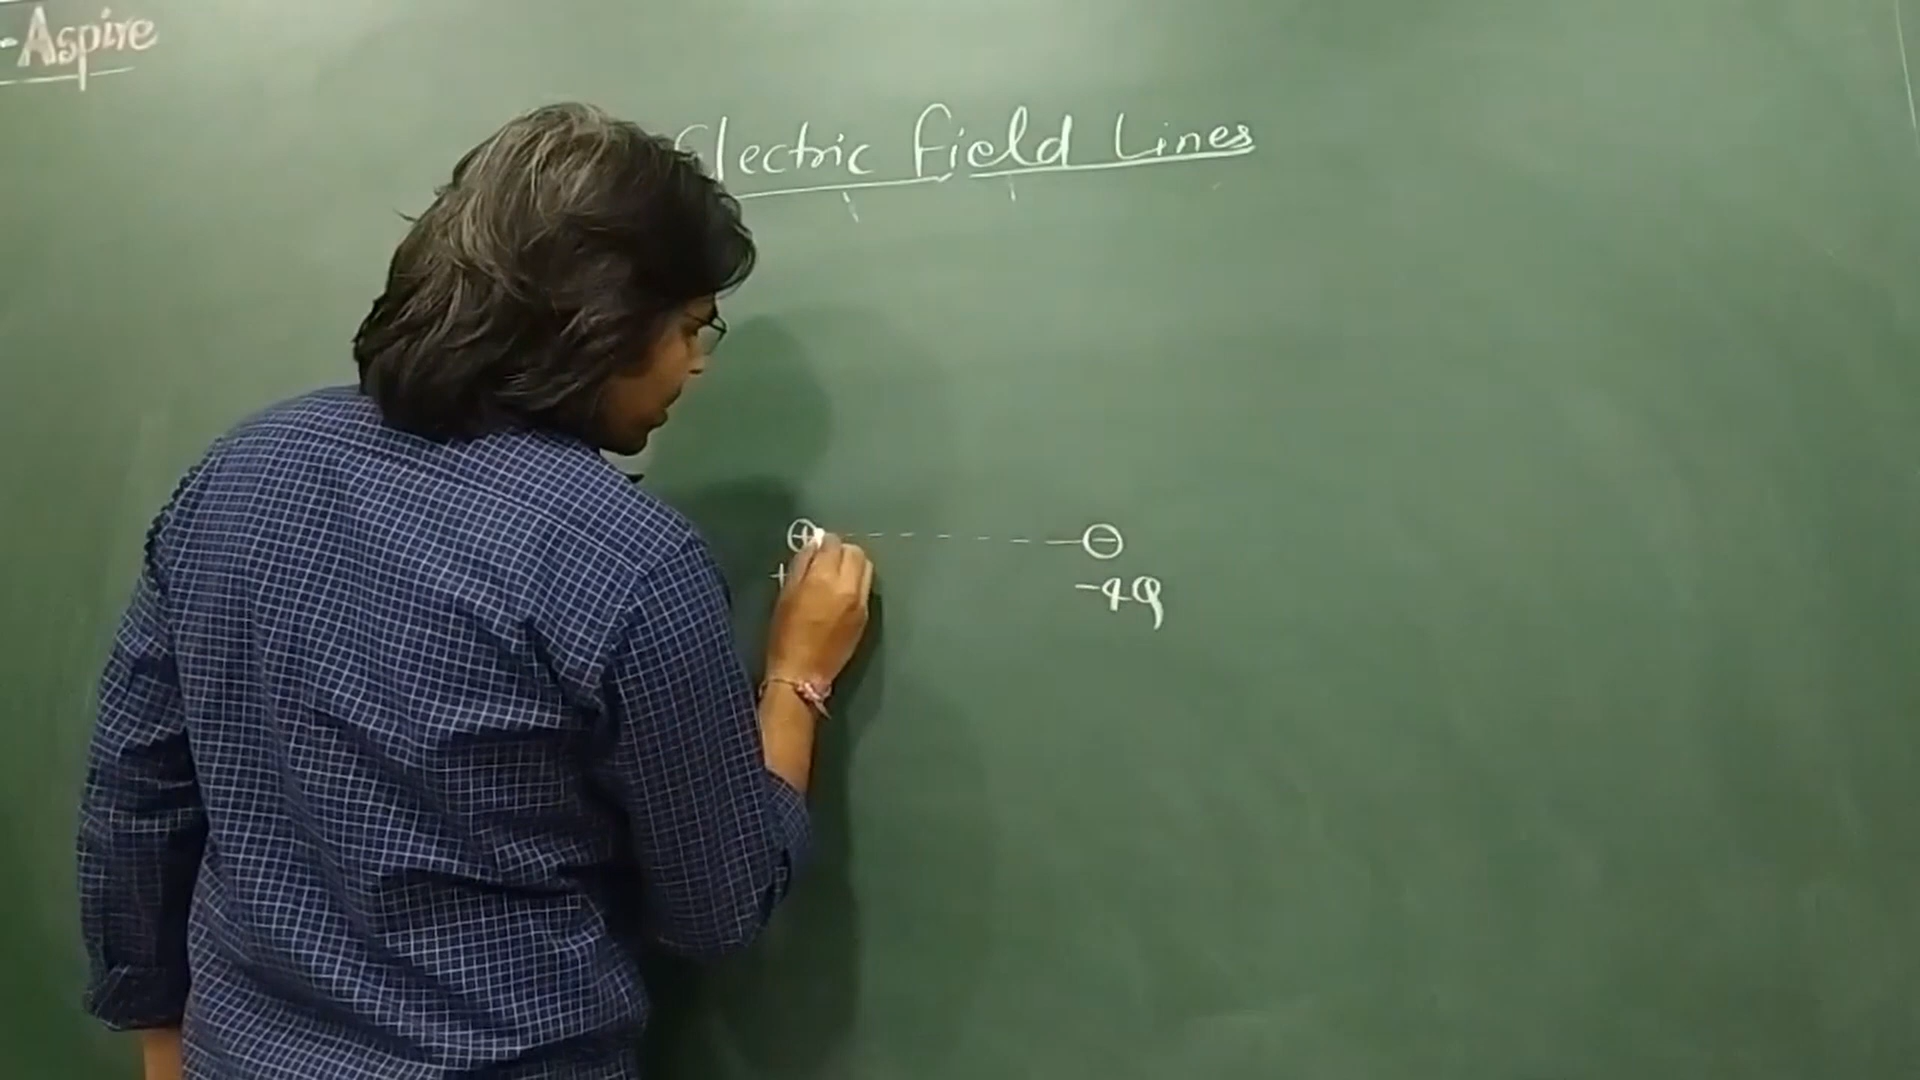 -Aspire
Electric Field Lines
+ -
+
-4Q